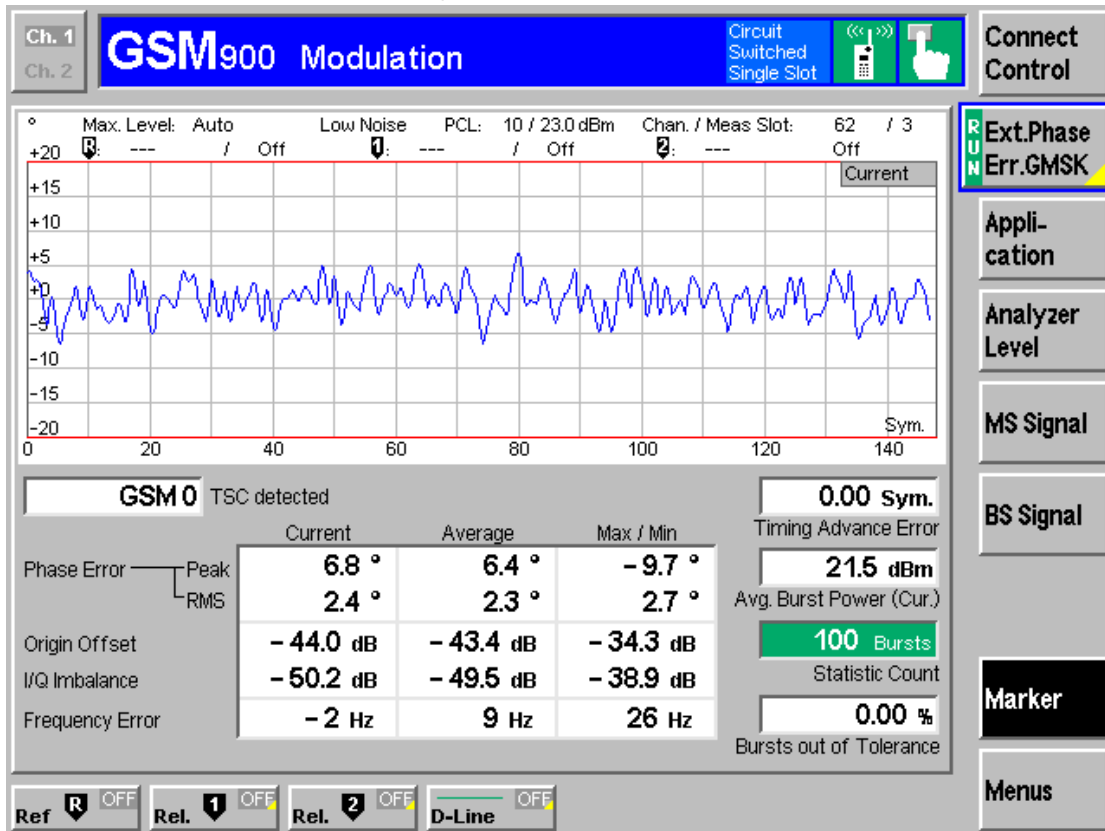 Ch. 1
Ch. 2
GSM900 Modulation
Circuit
Switched
Single Slot
Connect
Control
° Max. Level: Auto Low Noise PCL: 10 / 23.0 dBm Chan. / Meas Slot: 62 / 3
R: --- / Off 1: --- / Off 2: --- Off
Current
+20
+15
+10
+5
+0
-5
-10
-15
-20
Sym.
0 20 40 60 80 100 120 140
RUN
Ext.Phase
Err.GMSK
Appli-
cation
Analyzer
Level
MS Signal
BS Signal
Marker
Menus
GSM 0 TSC detected
Current Average Max / Min
Phase Error Peak 6.8 ° 6.4 ° – 9.7 °
RMS 2.4 ° 2.3 ° 2.7 °
Origin Offset – 44.0 dB – 43.4 dB – 34.3 dB
I/Q Imbalance – 50.2 dB – 49.5 dB – 38.9 dB
Frequency Error – 2 Hz 9 Hz 26 Hz
0.00 Sym.
Timing Advance Error
21.5 dBm
Avg. Burst Power (Cur.)
100 Bursts
Statistic Count
0.00 %
Bursts out of Tolerance
Ref R OFF
Rel. 1 OFF
Rel. 2 OFF
D-Line OFF